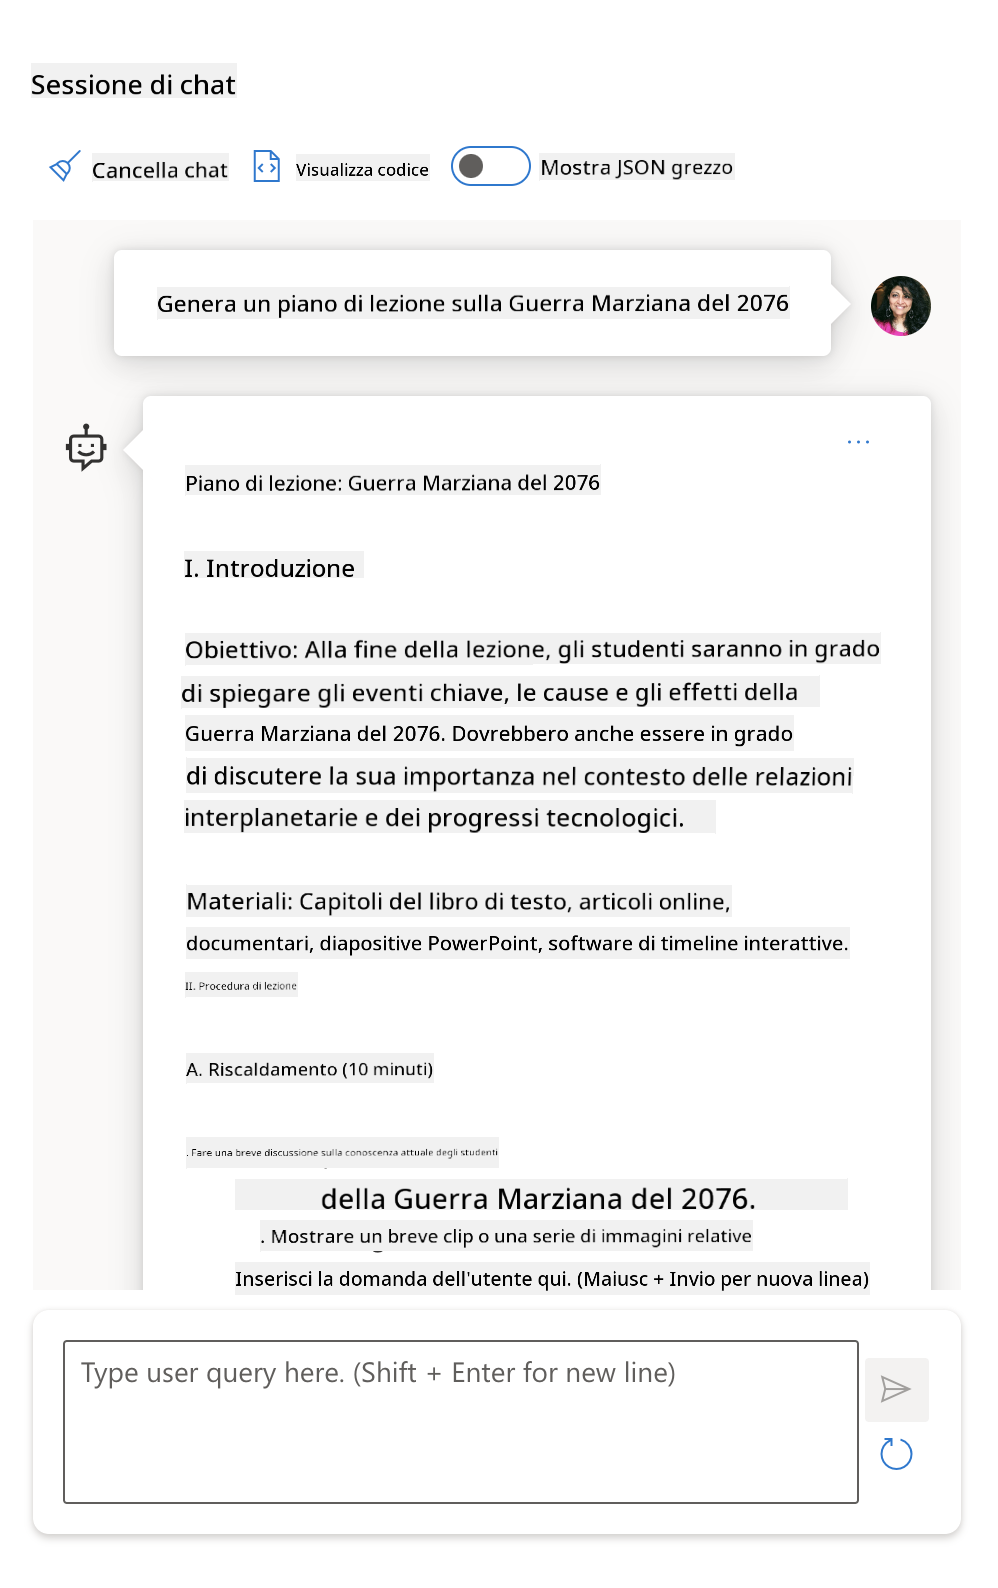 Sessione di chat
Cancella chat
Visualizza codice
Mostra JSON grezzo
Genera un piano di lezione sulla Guerra Marziana del 2076
Piano di lezione: Guerra Marziana del 2076
I. Introduzione
Obiettivo: Alla fine della lezione, gli studenti saranno in grado
di spiegare gli eventi chiave, le cause e gli effetti della
Guerra Marziana del 2076. Dovrebbero anche essere in grado
di discutere la sua importanza nel contesto delle relazioni
interplanetarie e dei progressi tecnologici.
Materiali: Capitoli del libro di testo, articoli online,
documentari, diapositive PowerPoint, software di timeline interattive.
II. Procedura di lezione
A. Riscaldamento (10 minuti)
. Fare una breve discussione sulla conoscenza attuale degli studenti
della Guerra Marziana del 2076.
. Mostrare un breve clip o una serie di immagini relative
Inserisci la domanda dell'utente qui. (Maiusc + Invio per nuova linea)
Type user query here. (Shift + Enter for new line)